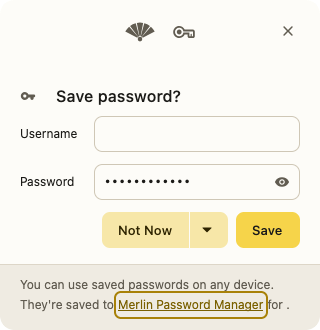 Save password?
Username
Password ••••••••••••
Not Now
Save
You can use saved passwords on any device.
They're saved to Merlin Password Manager for .